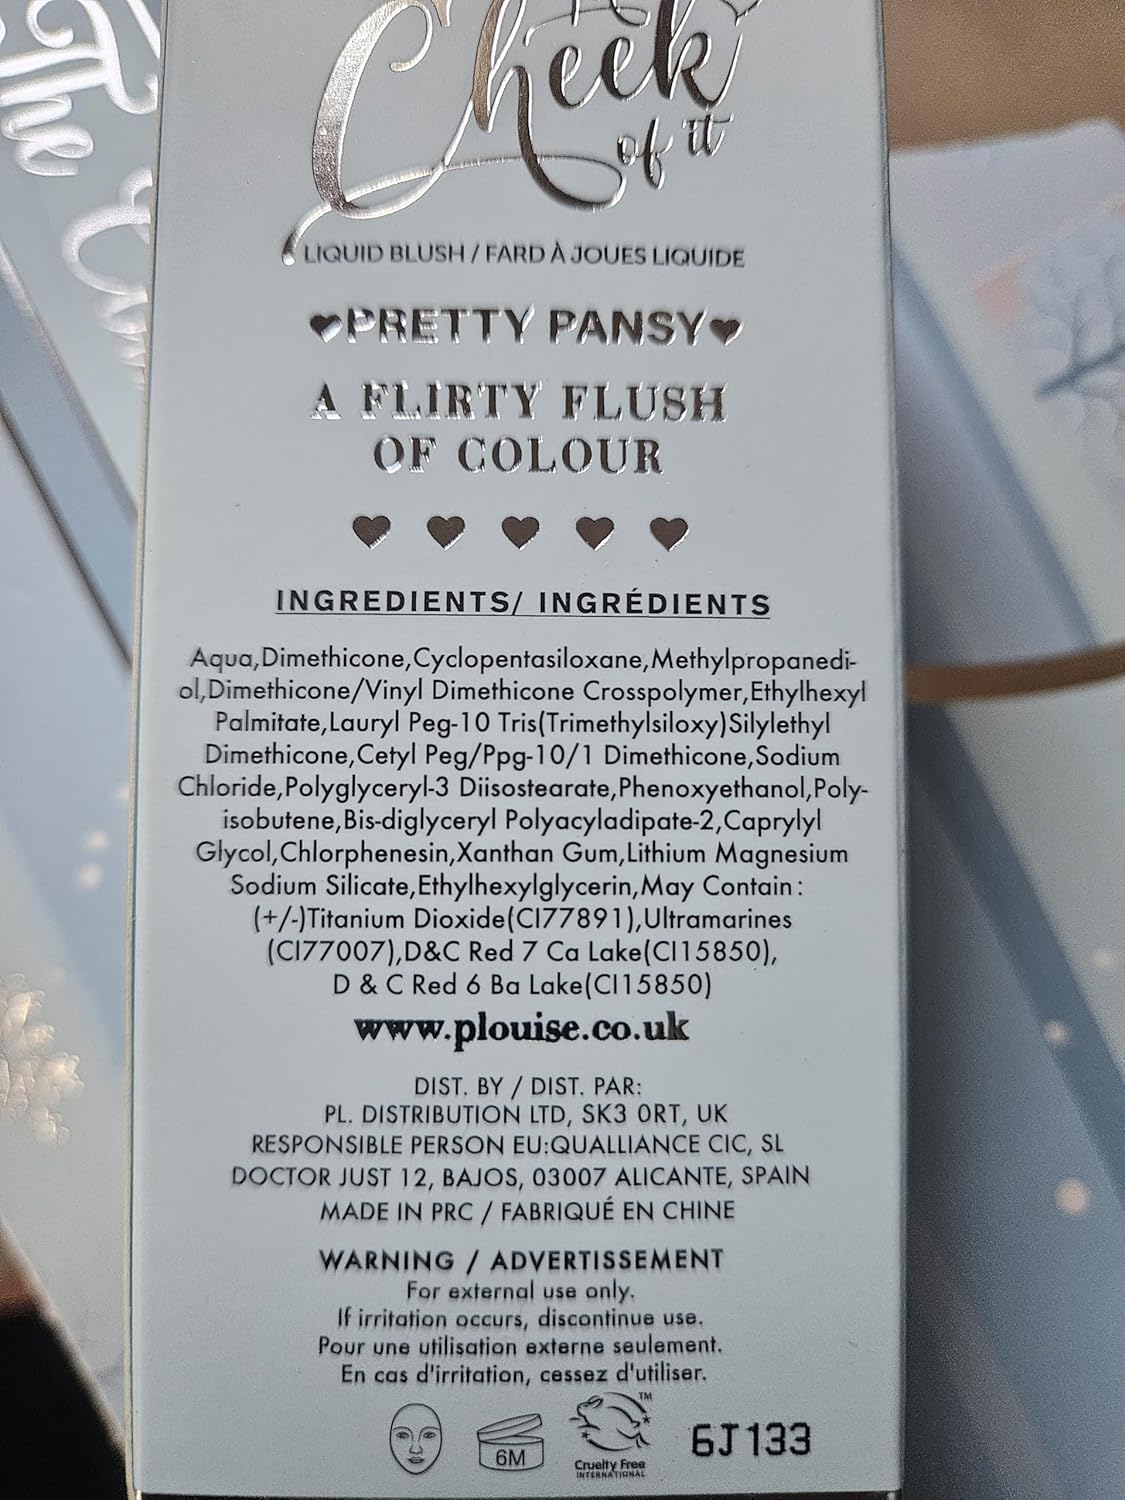 The
Cheek
of it
LIQUID BLUSH / FARD À JOUES LIQUIDE
♥PRETTY PANSY♥
A FLIRTY FLUSH
OF COLOUR
INGREDIENTS/ INGRÉDIENTS
Aqua,Dimethicone,Cyclopentasiloxane,Methylpropanedi-
ol,Dimethicone/Vinyl Dimethicone Crosspolymer,Ethylhexyl
Palmitate,Lauryl Peg-10 Tris(Trimethylsiloxy)Silylethyl
Dimethicone,Cetyl Peg/Ppg-10/1 Dimethicone,Sodium
Chloride,Polyglyceryl-3 Diisostearate,Phenoxyethanol,Poly-
isobutene,Bis-diglyceryl Polyacyladipate-2,Caprylyl
Glycol,Chlorphenesin,Xanthan Gum,Lithium Magnesium
Sodium Silicate,Ethylhexylglycerin,May Contain:
(+/-)Titanium Dioxide(CI77891),Ultramarines
(CI77007),D&C Red 7 Ca Lake(CI15850),
D & C Red 6 Ba Lake(CI15850)
www.plouise.co.uk
DIST. BY / DIST. PAR:
PL. DISTRIBUTION LTD, SK3 0RT, UK
RESPONSIBLE PERSON EU:QUALLIANCE CIC, SL
DOCTOR JUST 12, BAJOS, 03007 ALICANTE, SPAIN
MADE IN PRC / FABRIQUÉ EN CHINE
WARNING / ADVERTISSEMENT
For external use only.
If irritation occurs, discontinue use.
Pour une utilisation externe seulement.
En cas d'irritation, cessez d'utiliser.
6M
TM
Cruelty Free
INTERNATIONAL
6J133